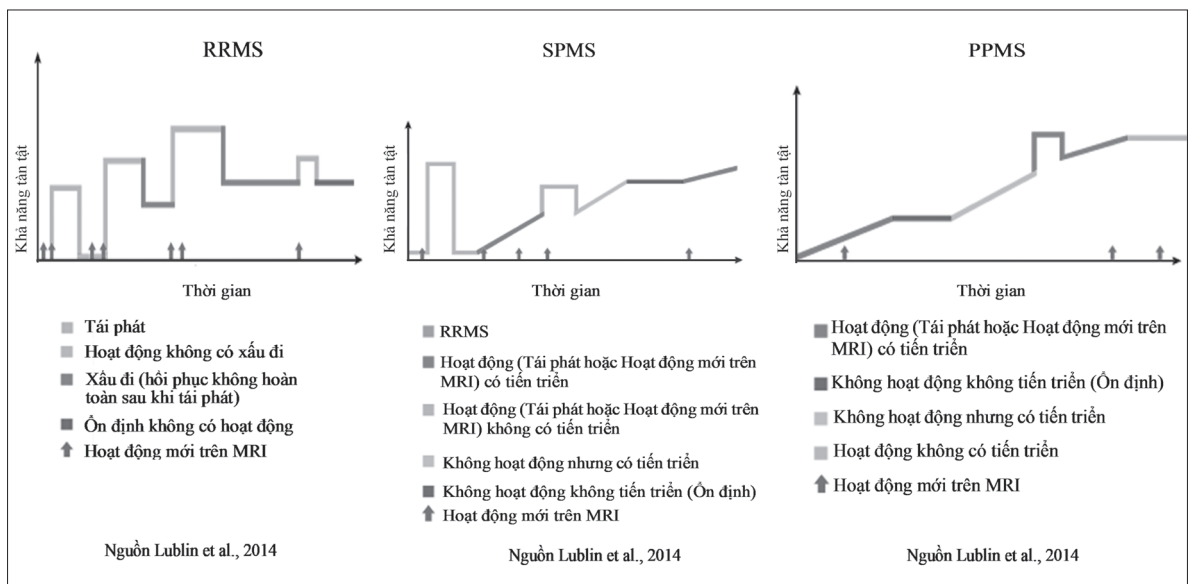 RRMS
Khả năng tàn tật
Thời gian
Tái phát
Hoạt động không có xấu đi
Xấu đi (hồi phục không hoàn
toàn sau khi tái phát)
Ổn định không có hoạt động
Hoạt động mới trên MRI
Nguồn Lublin et al., 2014
SPMS
Khả năng tàn tật
Thời gian
RRMS
Hoạt động (Tái phát hoặc Hoạt động mới trên
MRI) có tiến triển
Hoạt động (Tái phát hoặc Hoạt động mới trên
MRI) không có tiến triển
Không hoạt động nhưng có tiến triển
Không hoạt động không tiến triển (Ổn định)
Hoạt động mới trên MRI
Nguồn Lublin et al., 2014
PPMS
Khả năng tàn tật
Thời gian
Hoạt động (Tái phát hoặc Hoạt động mới trên
MRI) có tiến triển
Không hoạt động không tiến triển (Ổn định)
Không hoạt động nhưng có tiến triển
Hoạt động không có tiến triển
Hoạt động mới trên MRI
Nguồn Lublin et al., 2014